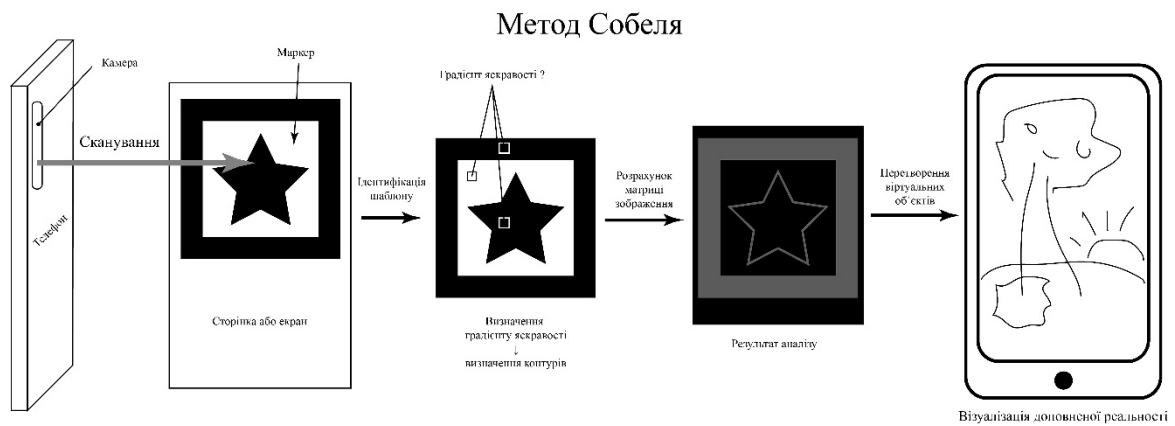 Метод Собеля
Камера
Сканування
Телефон
Маркер
Сторінка або екран
Ідентифікація
шаблону
Градієнт яскравості ?
Визначення
градієнту яскравості
↓
визначення контурів
Розрахунок
матриці
зображення
Результат аналізу
Перетворення
віртуальних
об'єктів
Візуалізація доповненої реальності